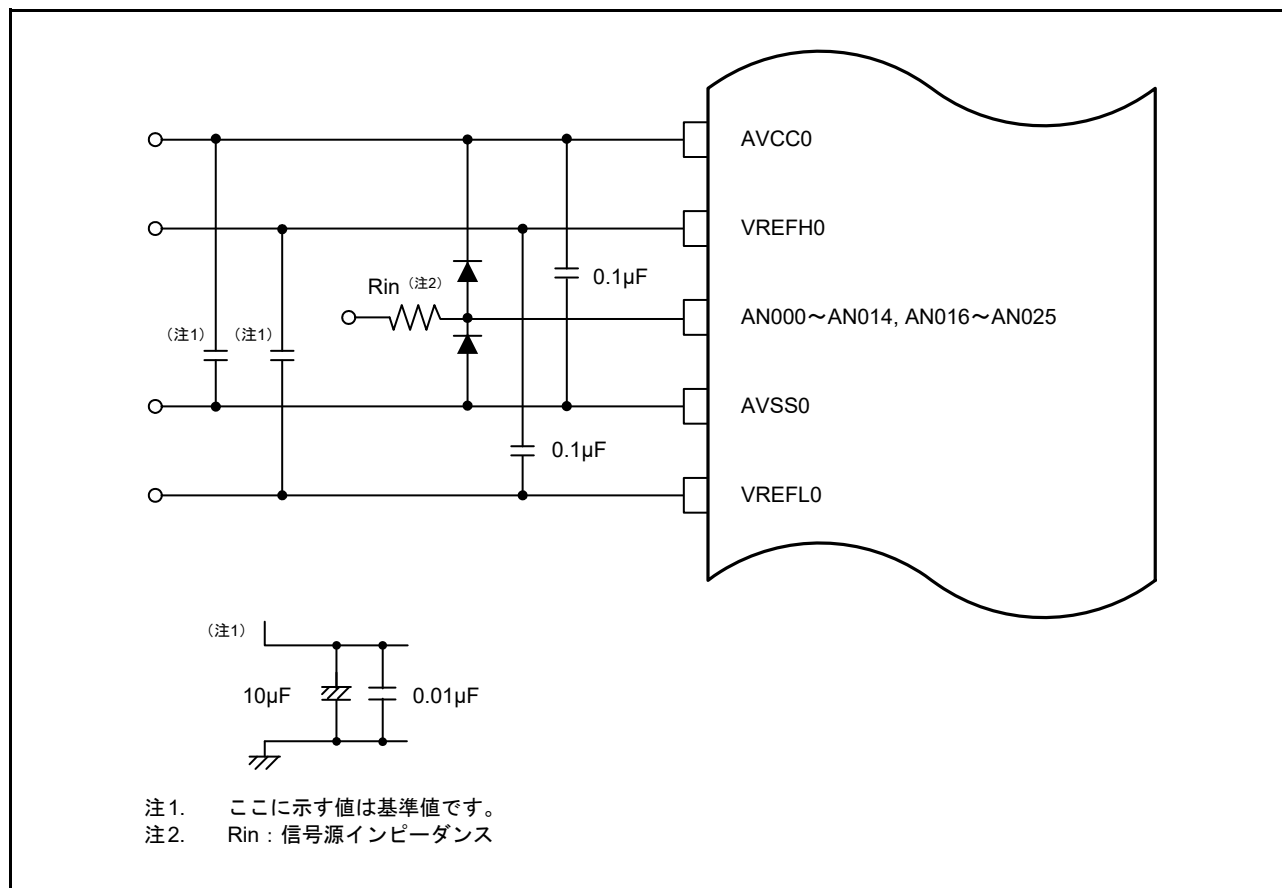 AVCC0
VREFH0
0.1µF
Rin（注2）
AN000～AN014, AN016～AN025
（注1） （注1）
AVSS0
0.1µF
VREFL0
（注1）
10µF 0.01µF
注1. ここに示す値は基準値です。
注2. Rin：信号源インピーダンス